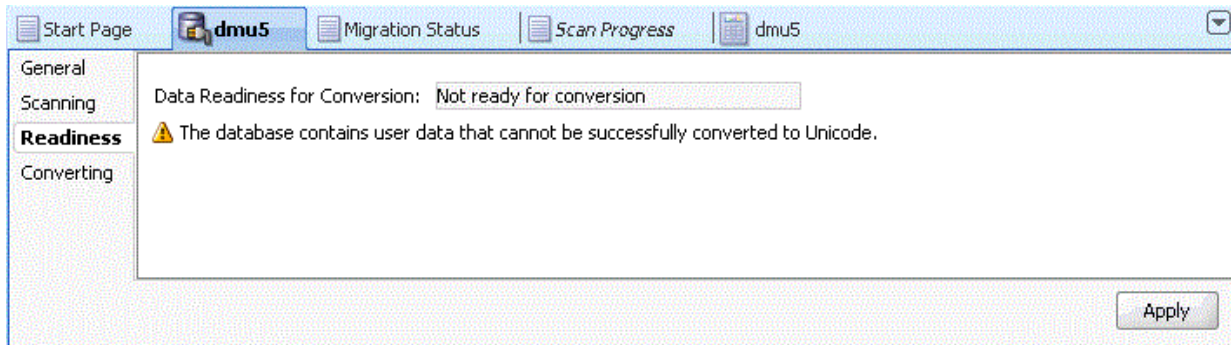 Start Page dmu5 Migration Status Scan Progress dmu5
General
Scanning
Readiness
Converting
Data Readiness for Conversion: Not ready for conversion
The database contains user data that cannot be successfully converted to Unicode.
Apply